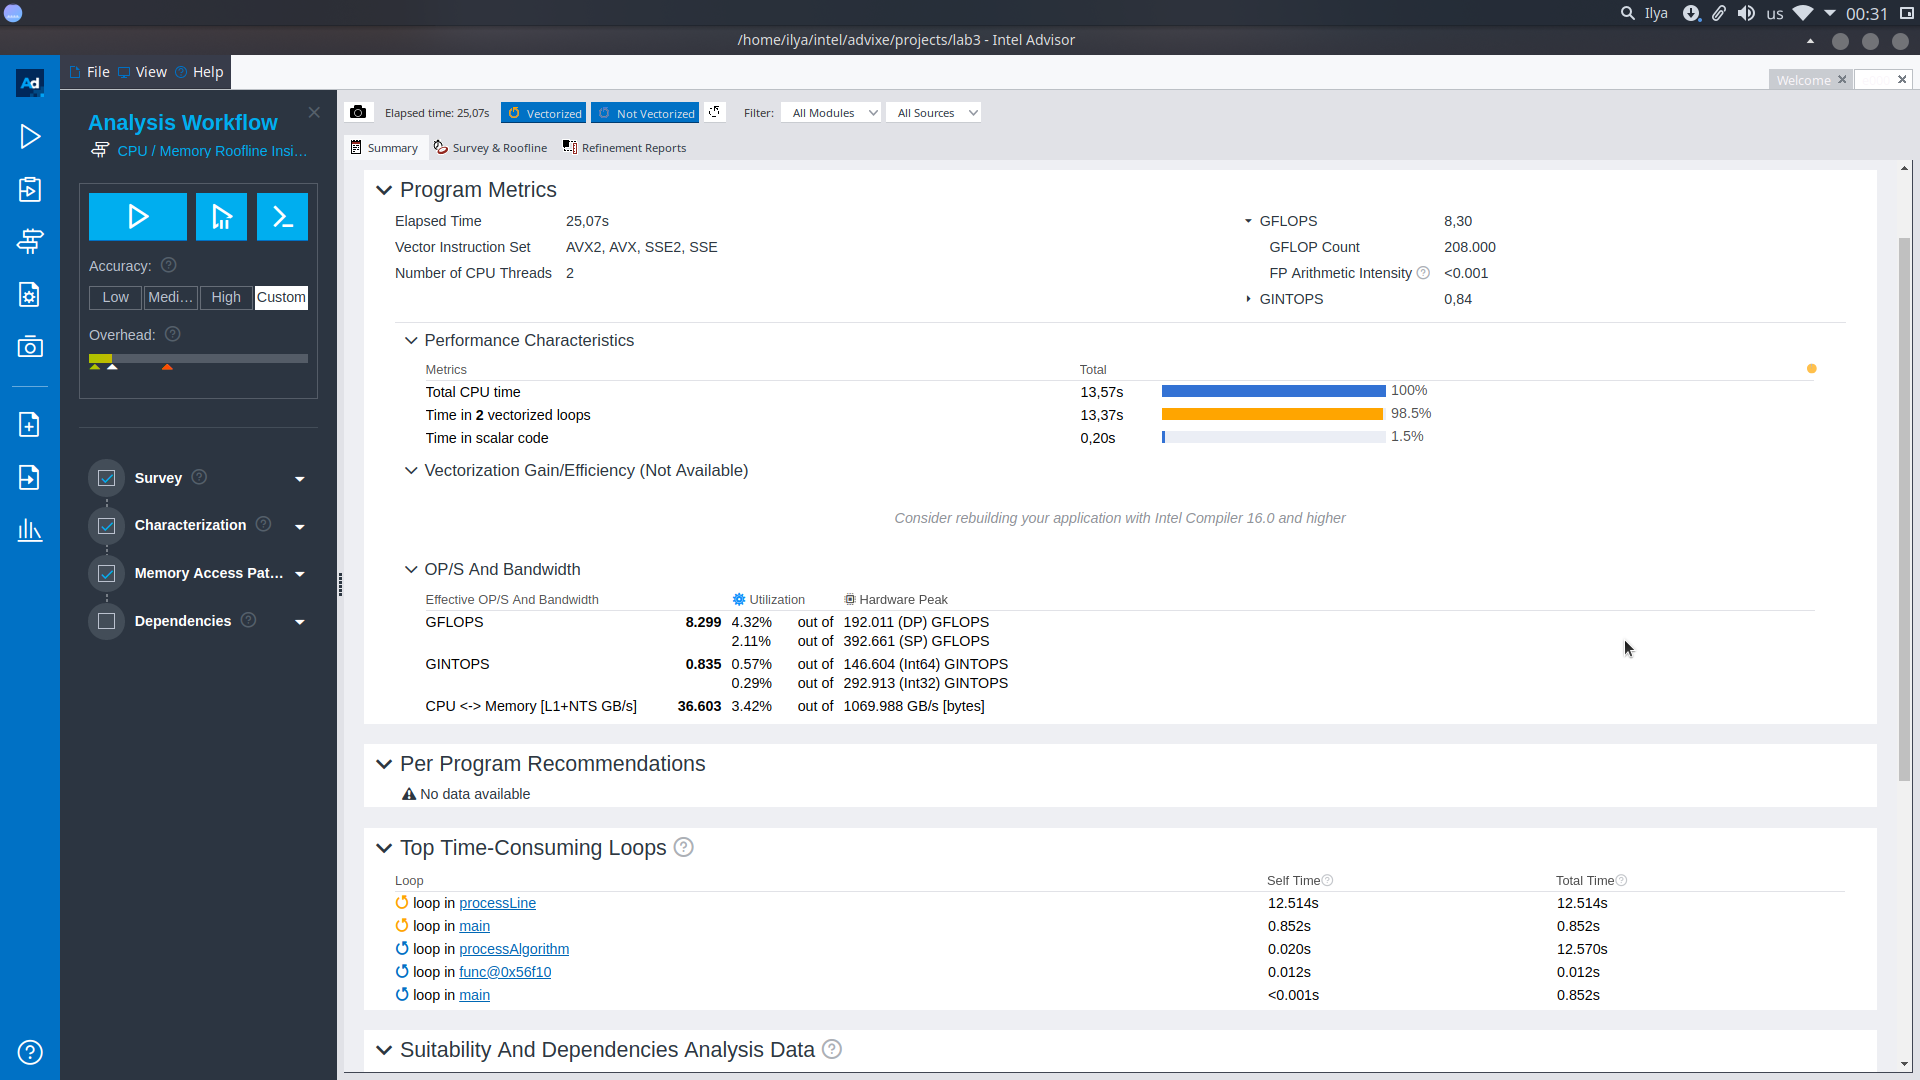 Ilya us 00:31
/home/ilya/intel/advixe/projects/lab3 - Intel Advisor
Ad File View Help
Welcome
Analysis Workflow
CPU / Memory Roofline Insi...
Accuracy:
Low Medi... High Custom
Overhead:
Survey
Characterization
Memory Access Pat...
Dependencies
Elapsed time: 25,07s Vectorized Not Vectorized Filter: All Modules All Sources
Summary Survey & Roofline Refinement Reports
Program Metrics
Elapsed Time 25,07s GFLOPS 8,30
Vector Instruction Set AVX2, AVX, SSE2, SSE GFLOP Count 208.000
Number of CPU Threads 2 FP Arithmetic Intensity <0.001
GINTOPS 0,84
Performance Characteristics
Metrics Total
Total CPU time 13,57s 100%
Time in 2 vectorized loops 13,37s 98.5%
Time in scalar code 0,20s 1.5%
Vectorization Gain/Efficiency (Not Available)
Consider rebuilding your application with Intel Compiler 16.0 and higher
OP/S And Bandwidth
Effective OP/S And Bandwidth Utilization Hardware Peak
GFLOPS 8.299 4.32% out of 192.011 (DP) GFLOPS
2.11% out of 392.661 (SP) GFLOPS
GINTOPS 0.835 0.57% out of 146.604 (Int64) GINTOPS
0.29% out of 292.913 (Int32) GINTOPS
CPU <-> Memory [L1+NTS GB/s] 36.603 3.42% out of 1069.988 GB/s [bytes]
Per Program Recommendations
No data available
Top Time-Consuming Loops
Loop Self Time Total Time
loop in processLine 12.514s 12.514s
loop in main 0.852s 0.852s
loop in processAlgorithm 0.020s 12.570s
loop in func@0x56f10 0.012s 0.012s
loop in main <0.001s 0.852s
Suitability And Dependencies Analysis Data